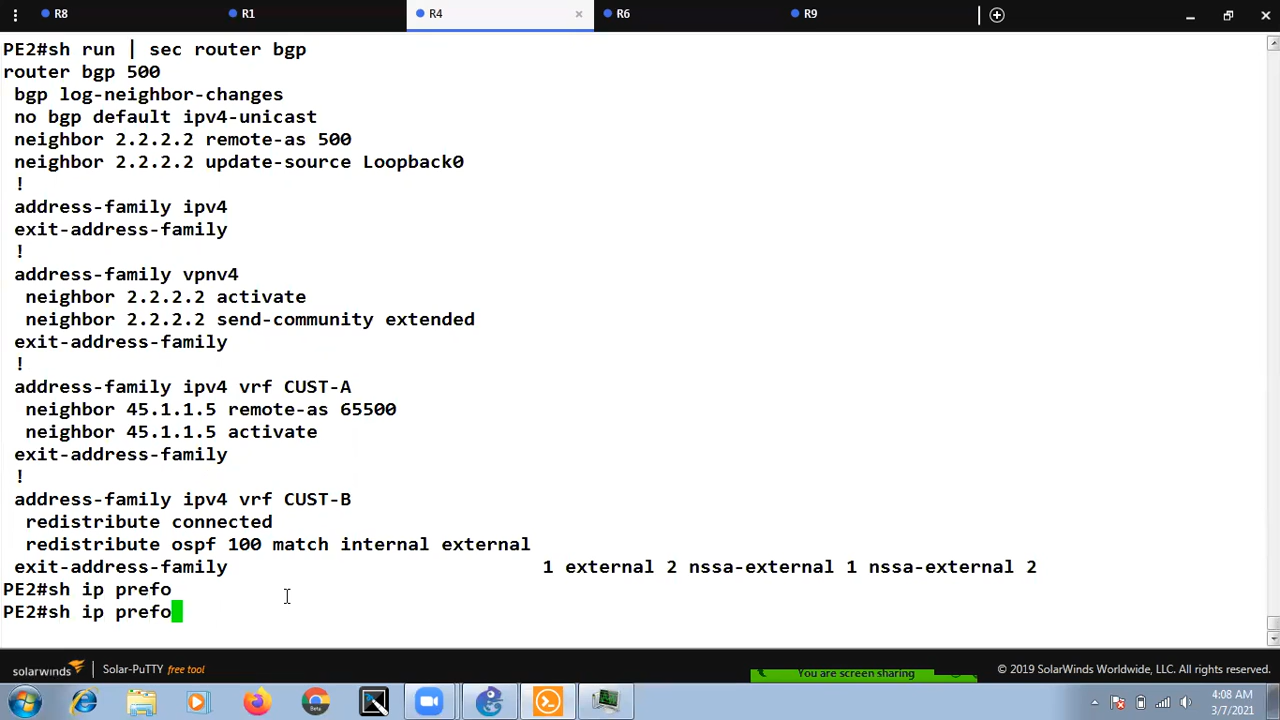 R8
R1
R4
R6
R9
PE2#sh run | sec router bgp
router bgp 500
bgp log-neighbor-changes
no bgp default ipv4-unicast
neighbor 2.2.2.2 remote-as 500
neighbor 2.2.2.2 update-source Loopback0
!
address-family ipv4
exit-address-family
!
address-family vpnv4
neighbor 2.2.2.2 activate
neighbor 2.2.2.2 send-community extended
exit-address-family
!
address-family ipv4 vrf CUST-A
neighbor 45.1.1.5 remote-as 65500
neighbor 45.1.1.5 activate
exit-address-family
!
address-family ipv4 vrf CUST-B
redistribute connected
redistribute ospf 100 match internal external
exit-address-family 1 external 2 nssa-external 1 nssa-external 2
PE2#sh ip prefo
PE2#sh ip prefo
solarwinds
Solar-PuTTY free tool
You are screen sharing
© 2019 SolarWinds Worldwide, LLC. All rights reserved.
Beta
4:08 AM
3/7/2021